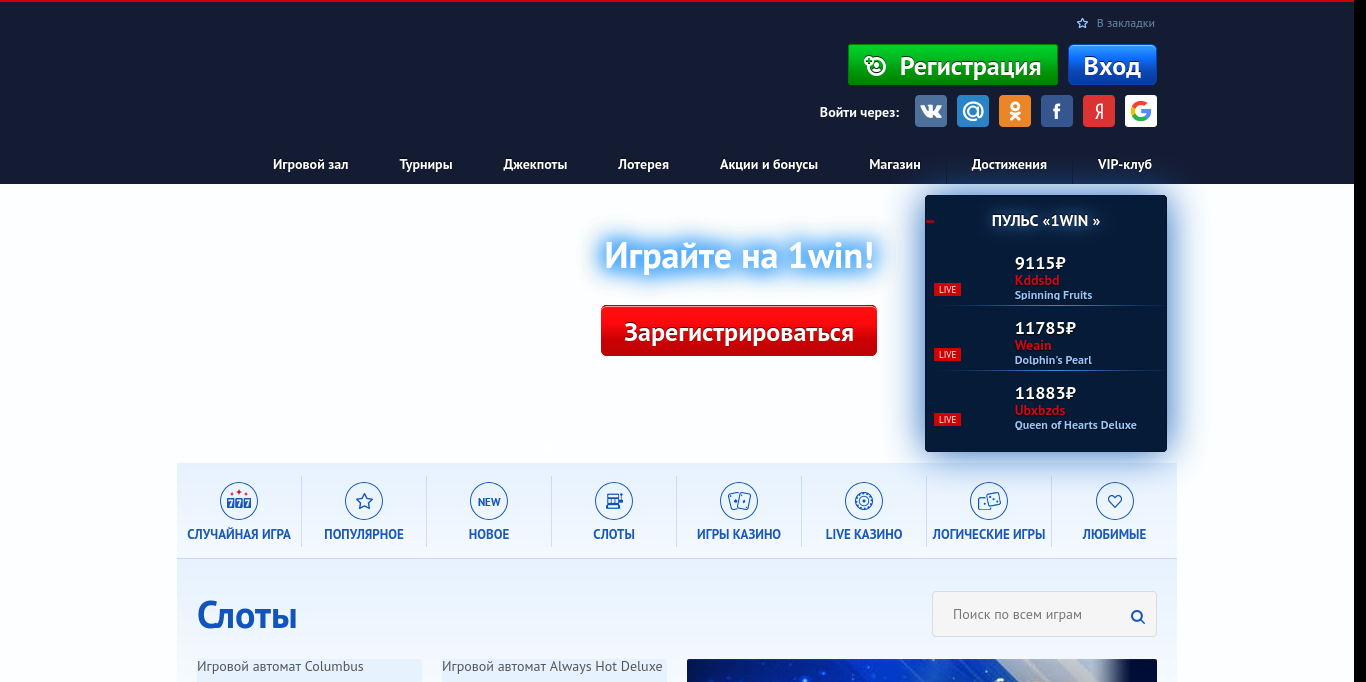 В закладки
Регистрация
Вход
Войти через:
Игровой зал
Турниры
Джекпоты
Лотерея
Акции и бонусы
Магазин
Достижения
VIP-клуб
Играйте на 1win!
Зарегистрироваться
ПУЛЬС «1WIN »
9115₽
Kddsbd
LIVE
Spinning Fruits
11785₽
Weain
LIVE
Dolphin's Pearl
11883₽
Ubxbzds
LIVE
Queen of Hearts Deluxe
777
NEW
СЛУЧАЙНАЯ ИГРА
ПОПУЛЯРНОЕ
НОВОЕ
СЛОТЫ
ИГРЫ КАЗИНО
LIVE КАЗИНО
ЛОГИЧЕСКИЕ ИГРЫ
ЛЮБИМЫЕ
Слоты
Поиск по всем играм
Игровой автомат Columbus
Игровой автомат Always Hot Deluxe